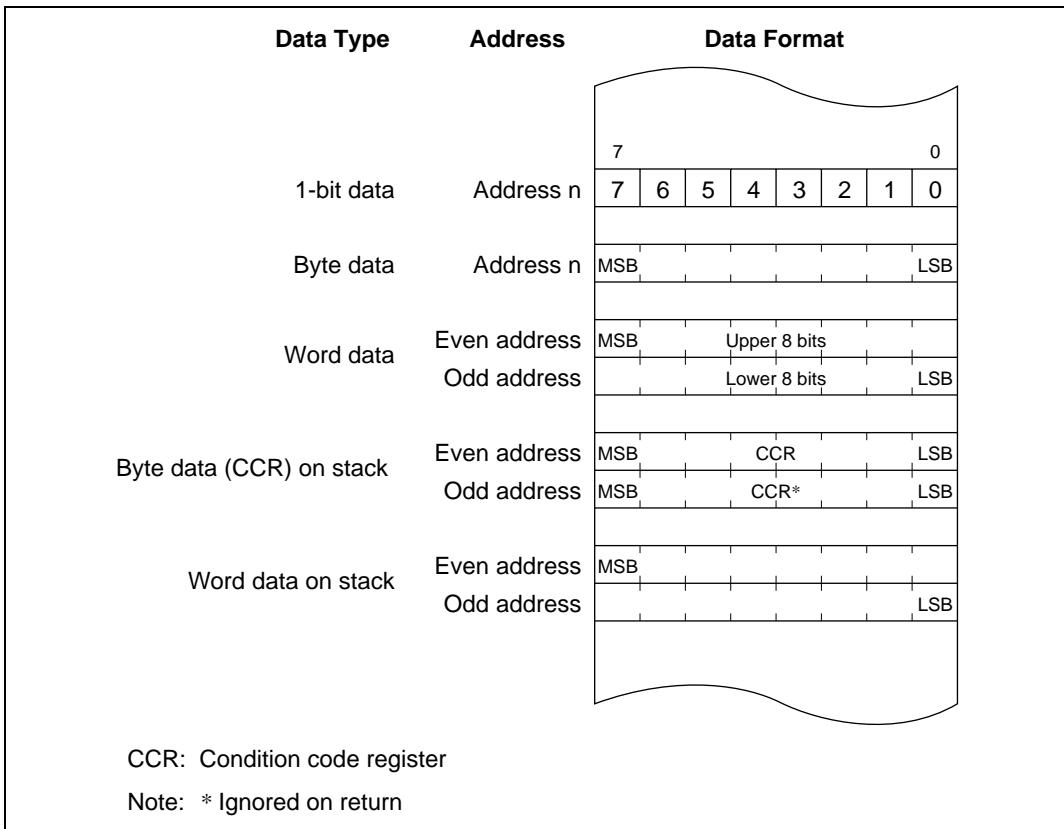 Data Type Address Data Format
7 0
1-bit data Address n 7 6 5 4 3 2 1 0
Byte data Address n MSB LSB
Word data
Even address MSB Upper 8 bits
Odd address Lower 8 bits LSB
Byte data (CCR) on stack
Even address MSB CCR LSB
Odd address MSB CCR* LSB
Word data on stack
Even address MSB
Odd address LSB
CCR: Condition code register
Note: * Ignored on return